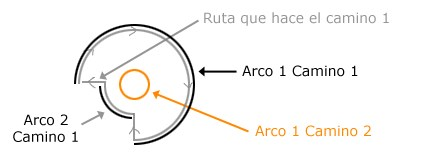 Ruta que hace el camino 1
Arco 1 Camino 1
Arco 2
Camino 1
Arco 1 Camino 2